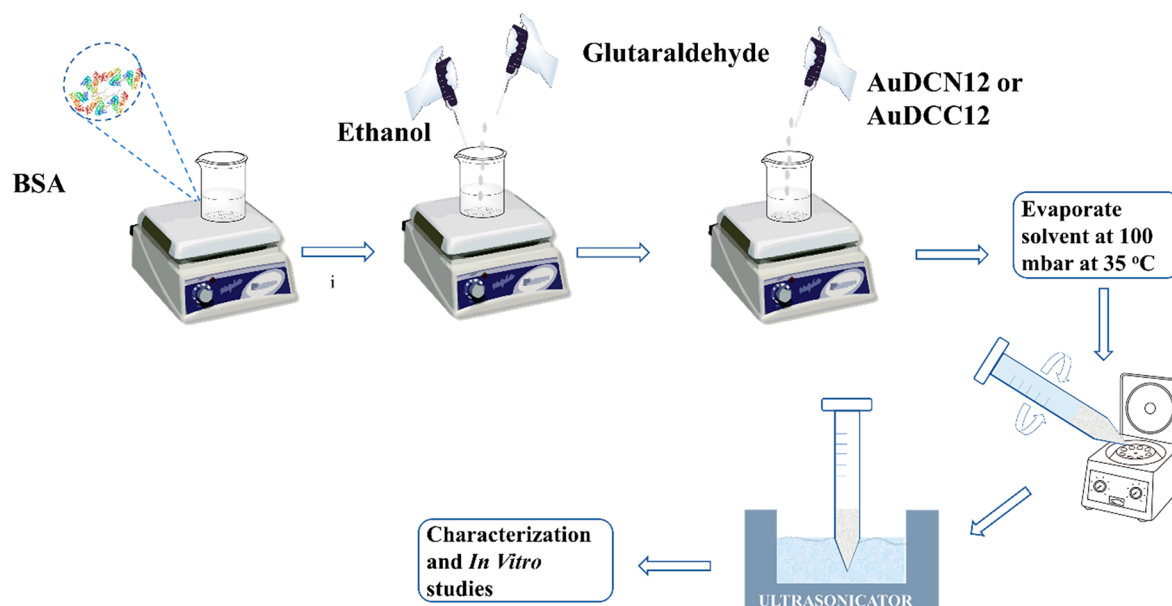 BSA
Ethanol
Glutaraldehyde
AuDCN12 or
AuDCC12
i
Evaporate
solvent at 100
mbar at 35 °C
Characterization
and In Vitro
studies
ULTRASONICATOR